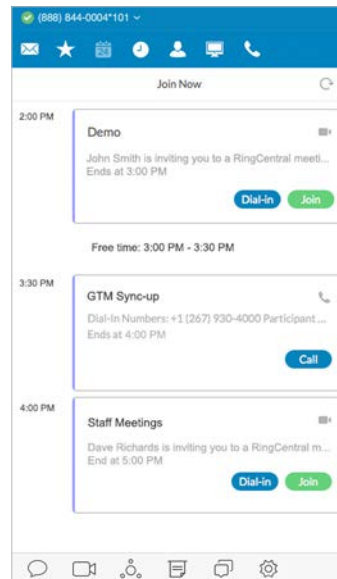 (888) 844-0004*101
24
Join Now
2:00 PM
Demo
John Smith is inviting you to a RingCentral meeti...
Ends at 3:00 PM
Dial-in
Join
Free time: 3:00 PM - 3:30 PM
3:30 PM
GTM Sync-up
Dial-In Numbers: +1 (267) 930-4000 Participant ...
Ends at 4:00 PM
Call
4:00 PM
Staff Meetings
Dave Richards is inviting you to a RingCentral m...
End at 5:00 PM
Dial-in
Join